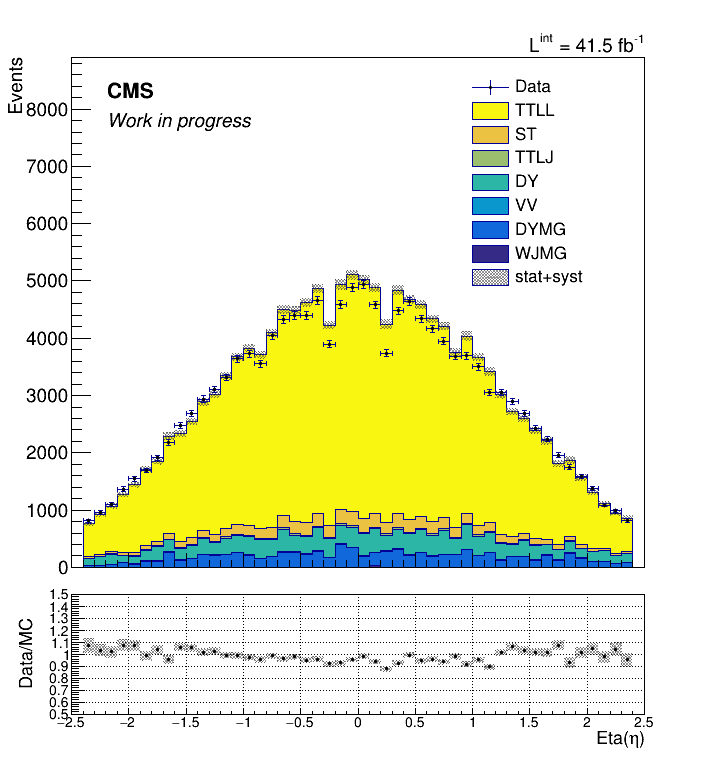 L^int = 41.5 fb^-1
Events
CMS
Work in progress
Data
TTLL
ST
TTLJ
DY
VV
DYMG
WJMG
stat+syst
8000
7000
6000
5000
4000
3000
2000
1000
0
Data/MC
1.5
1.4
1.3
1.2
1.1
1
0.9
0.8
0.7
0.6
0.5
−2.5 −2 −1.5 −1 −0.5 0 0.5 1 1.5 2 2.5
Eta(η)